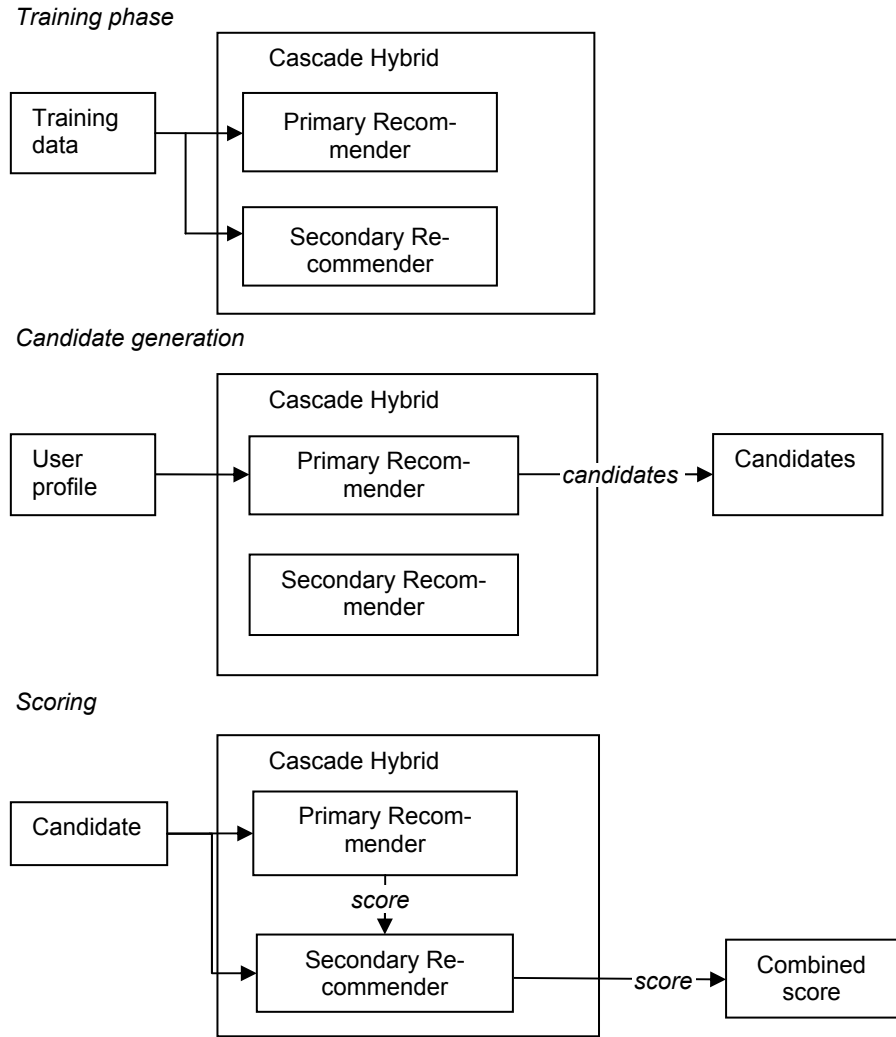 Training phase
Cascade Hybrid
Training
data
Primary Recom-
mender
Secondary Re-
commender
Candidate generation
Cascade Hybrid
User
profile
Primary Recom-
mender
candidates
Candidates
Secondary Recom-
mender
Scoring
Cascade Hybrid
Candidate
Primary Recom-
mender
score
Secondary Re-
commender
score
Combined
score